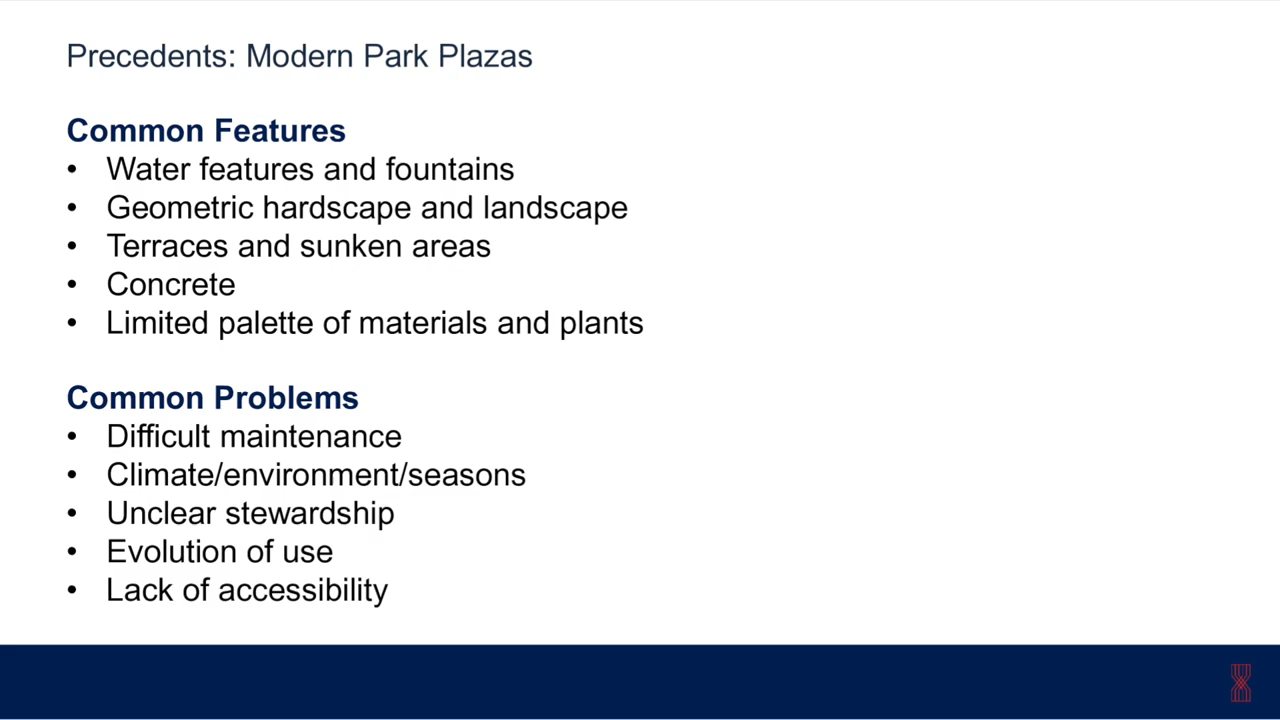 Precedents: Modern Park Plazas
Common Features
• Water features and fountains
• Geometric hardscape and landscape
• Terraces and sunken areas
• Concrete
• Limited palette of materials and plants
Common Problems
• Difficult maintenance
• Climate/environment/seasons
• Unclear stewardship
• Evolution of use
• Lack of accessibility